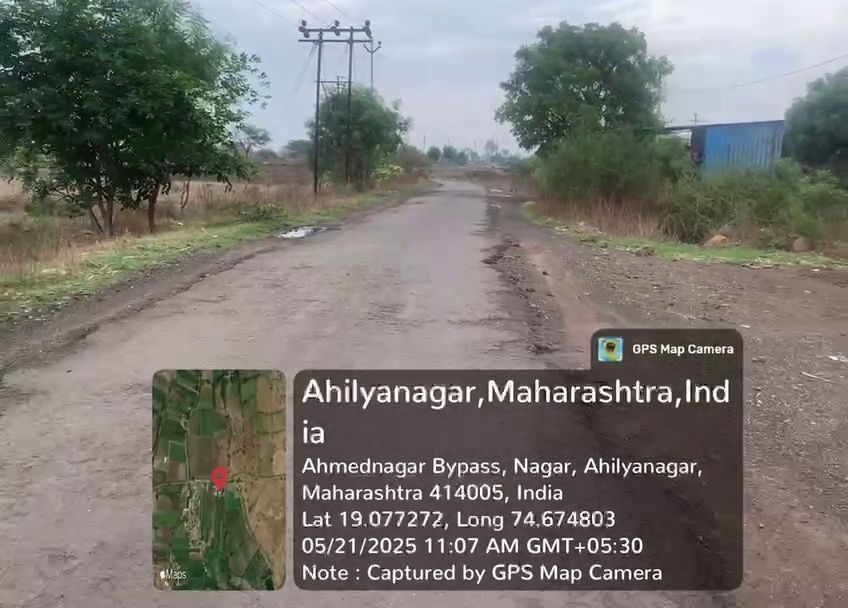 GPS Map Camera
Ahilyanagar,Maharashtra,Ind
ia
Ahmednagar Bypass, Nagar, Ahilyanagar,
Maharashtra 414005, India
Lat 19.077272, Long 74.674803
05/21/2025 11:07 AM GMT+05:30
Note : Captured by GPS Map Camera
Maps